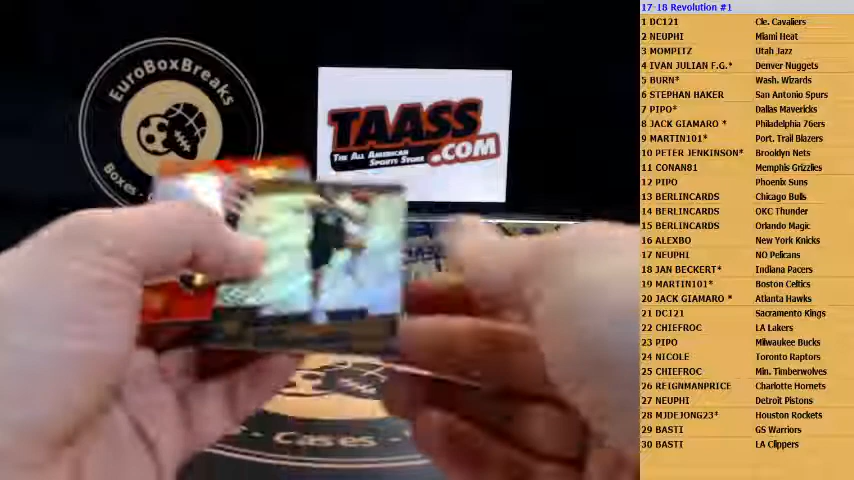 EuroBoxBreaks
Boxes -
TAASS
THE ALL AMERICAN
SPORTS STORE
.COM
- Cases -
17-18 Revolution #1
1 DC121 Cle. Cavaliers
2 NEUPHI Miami Heat
3 MOMPITZ Utah Jazz
4 IVAN JULIAN F.G.* Denver Nuggets
5 BURN* Wash. Wizards
6 STEPHAN HAKER San Antonio Spurs
7 PIPO* Dallas Mavericks
8 JACK GIAMARO * Philadelphia 76ers
9 MARTIN101* Port. Trail Blazers
10 PETER JENKINSON* Brooklyn Nets
11 CONAN81 Memphis Grizzlies
12 PIPO Phoenix Suns
13 BERLINCARDS Chicago Bulls
14 BERLINCARDS OKC Thunder
15 BERLINCARDS Orlando Magic
16 ALEXBO New York Knicks
17 NEUPHI NO Pelicans
18 JAN BECKERT* Indiana Pacers
19 MARTIN101* Boston Celtics
20 JACK GIAMARO * Atlanta Hawks
21 DC121 Sacramento Kings
22 CHIEFROC LA Lakers
23 PIPO Milwaukee Bucks
24 NICOLE Toronto Raptors
25 CHIEFROC Min. Timberwolves
26 REIGNMANPRICE Charlotte Hornets
27 NEUPHI Detroit Pistons
28 MJDEJONG23* Houston Rockets
29 BASTI GS Warriors
30 BASTI LA Clippers